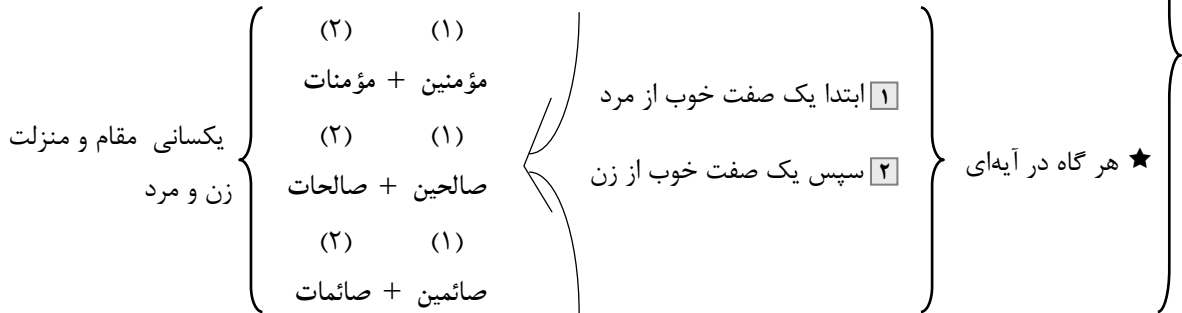 ★ هر گاه در آیه‌ای
۱ ابتدا یک صفت خوب از مرد
۲ سپس یک صفت خوب از زن
(۱) (۲)
مؤمنین + مؤمنات
(۱) (۲)
صالحین + صالحات
(۱) (۲)
صائمین + صائمات
یکسانی مقام و منزلت
زن و مرد